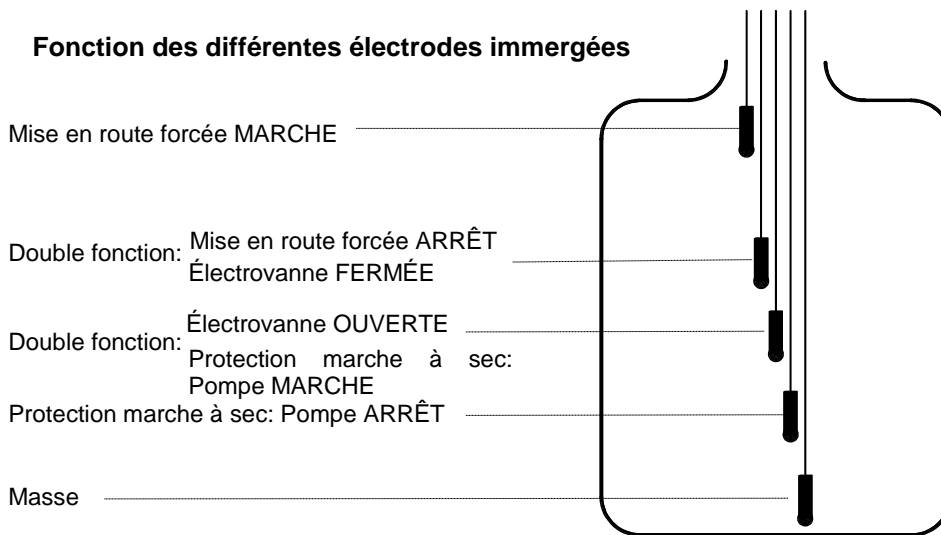 Fonction des différentes électrodes immergées
Mise en route forcée MARCHE
Double fonction: Mise en route forcée ARRÊT
Électrovanne FERMÉE
Double fonction: Électrovanne OUVERTE
Protection marche à sec:
Pompe MARCHE
Protection marche à sec: Pompe ARRÊT
Masse